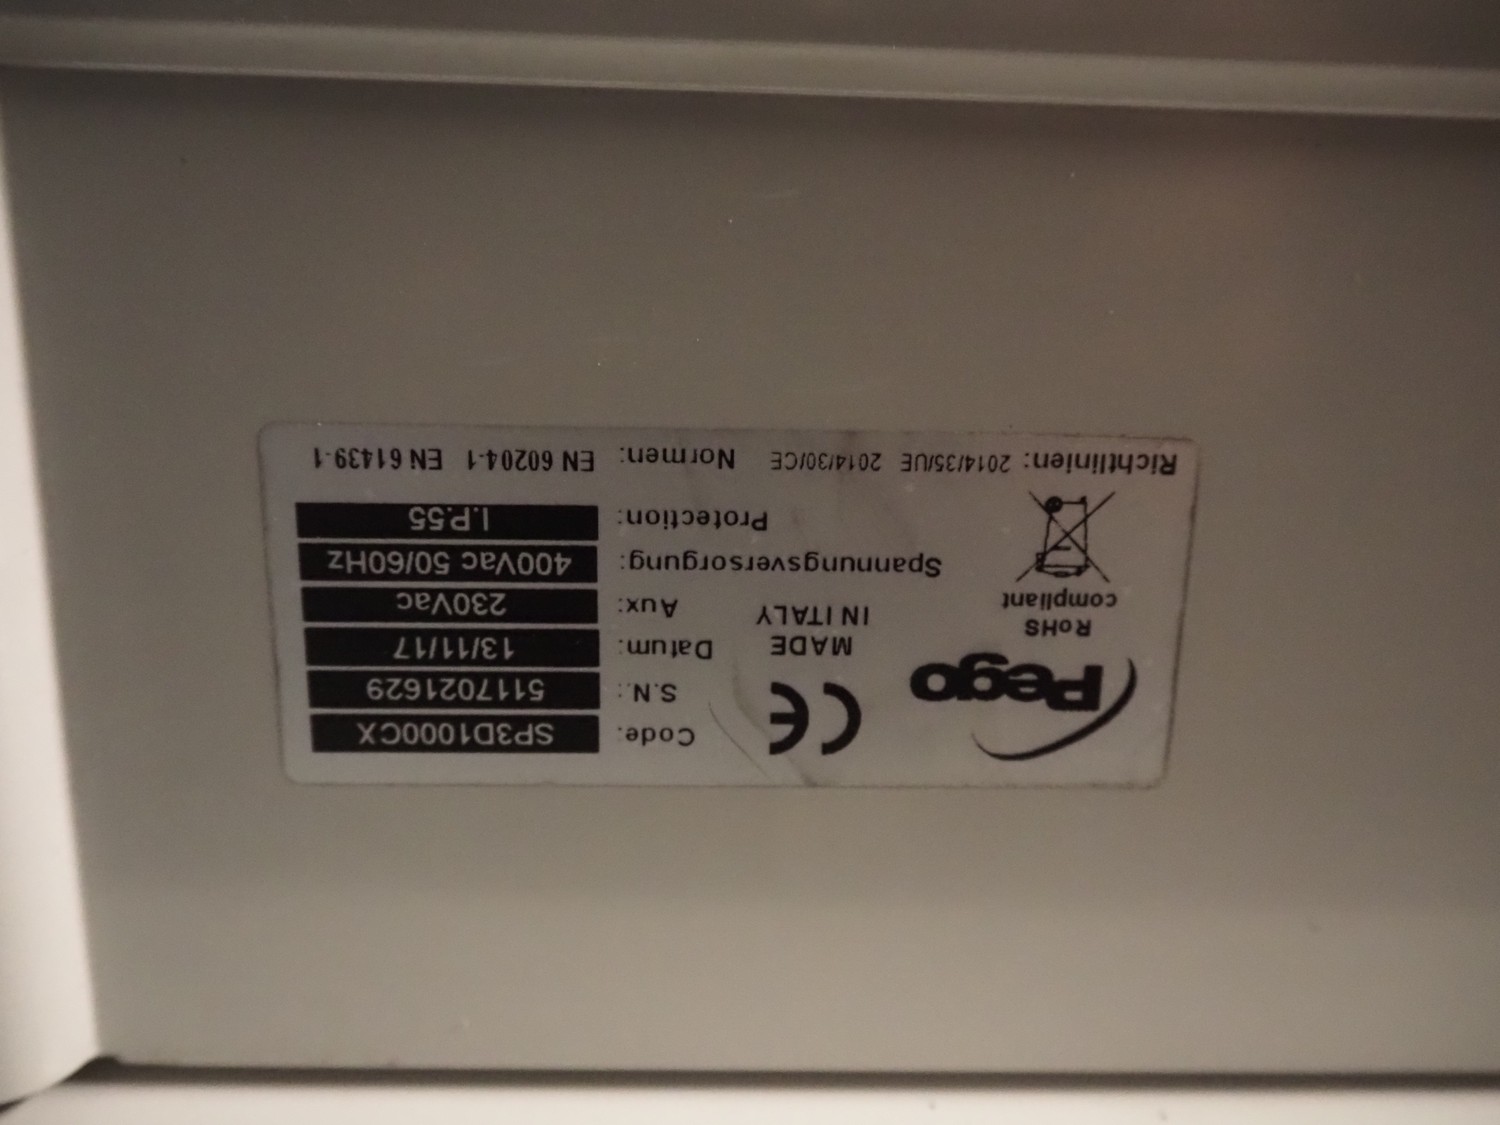 Pego
RoHS
compliant
CE
MADE
IN ITALY
Code: SP3D1000CX
S.N.: 5117021629
Datum: 13/11/17
Aux: 230Vac
Spannungsversorgung: 400Vac 50/60Hz
Protection: I.P.55
Richtlinien: 2014/35/UE 2014/30/CE Normen: EN 60204-1 EN 61439-1